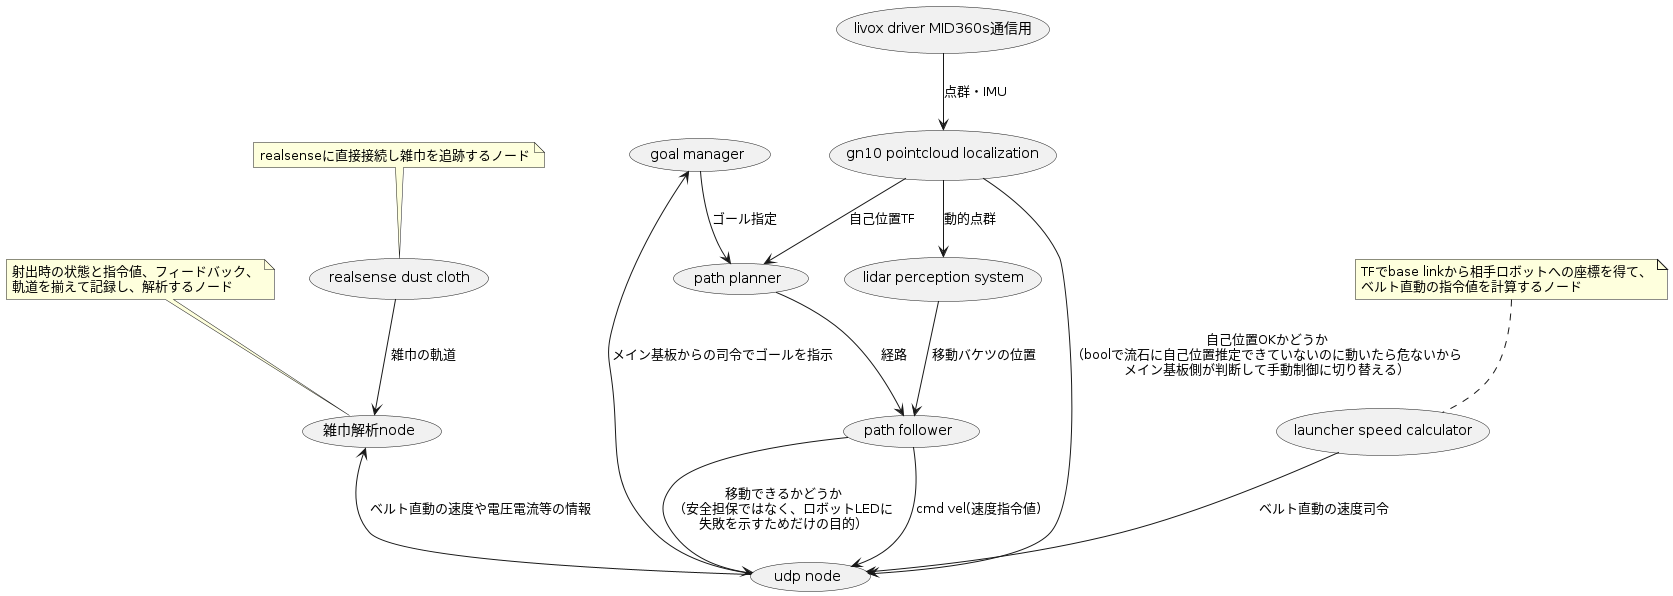 livox driver MID360s通信用
点群・IMU
realsenseに直接接続し雑巾を追跡するノード
goal manager
gn10 pointcloud localization
ゴール指定
自己位置TF
動的点群
射出時の状態と指令値、フィードバック、
軌道を揃えて記録し、解析するノード
realsense dust cloth
path planner
lidar perception system
TFでbase linkから相手ロボットへの座標を得て、
ベルト直動の指令値を計算するノード
雑巾の軌道
メイン基板からの司令でゴールを指示
経路
移動バケツの位置
自己位置OKかどうか
（boolで流石に自己位置推定できていないのに動いたら危ないから
メイン基板側が判断して手動制御に切り替える）
雑巾解析node
path follower
launcher speed calculator
ベルト直動の速度や電圧電流等の情報
移動できるかどうか
（安全担保ではなく、ロボットLEDに
失敗を示すためだけの目的）
cmd vel(速度指令値)
ベルト直動の速度司令
udp node